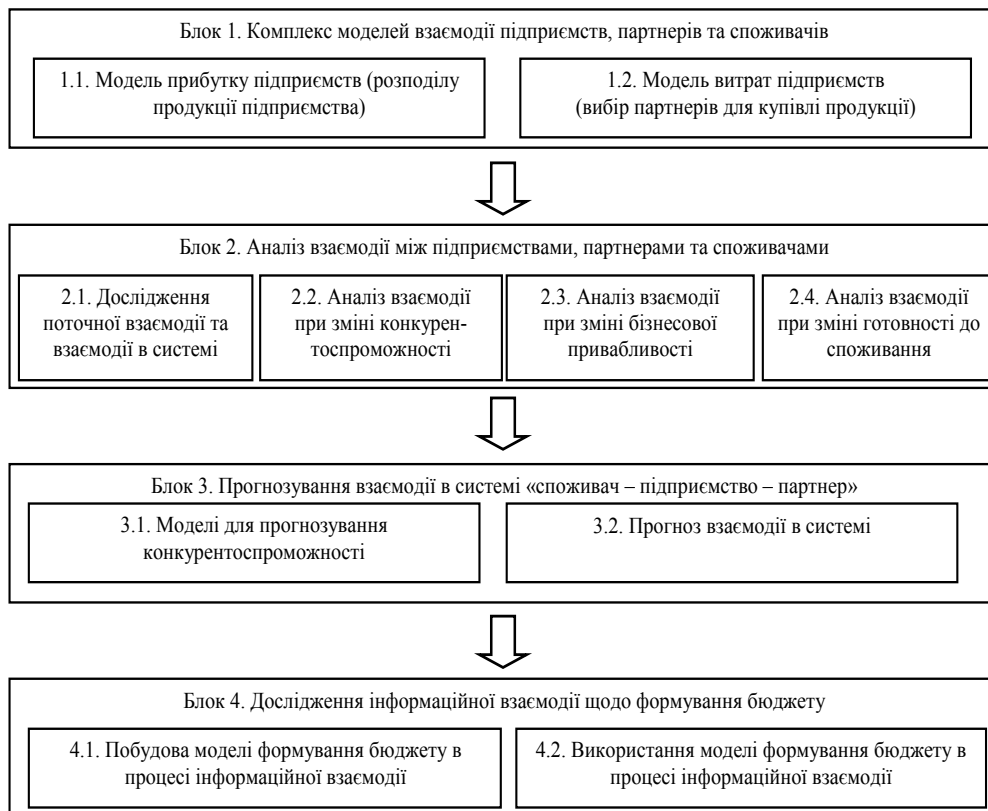 Блок 1. Комплекс моделей взаємодії підприємств, партнерів та споживачів
1.1. Модель прибутку підприємств (розподілу
продукції підприємства)
1.2. Модель витрат підприємств
(вибір партнерів для купівлі продукції)
Блок 2. Аналіз взаємодії між підприємствами, партнерами та споживачами
2.1. Дослідження
поточної взаємодії та
взаємодії в системі
2.2. Аналіз взаємодії
при зміні конкурен-
тоспроможності
2.3. Аналіз взаємодії
при зміні бізнесової
привабливості
2.4. Аналіз взаємодії
при зміні готовності до
споживання
Блок 3. Прогнозування взаємодії в системі «споживач – підприємство – партнер»
3.1. Моделі для прогнозування
конкурентоспроможності
3.2. Прогноз взаємодії в системі
Блок 4. Дослідження інформаційної взаємодії щодо формування бюджету
4.1. Побудова моделі формування бюджету в
процесі інформаційної взаємодії
4.2. Використання моделі формування бюджету в
процесі інформаційної взаємодії